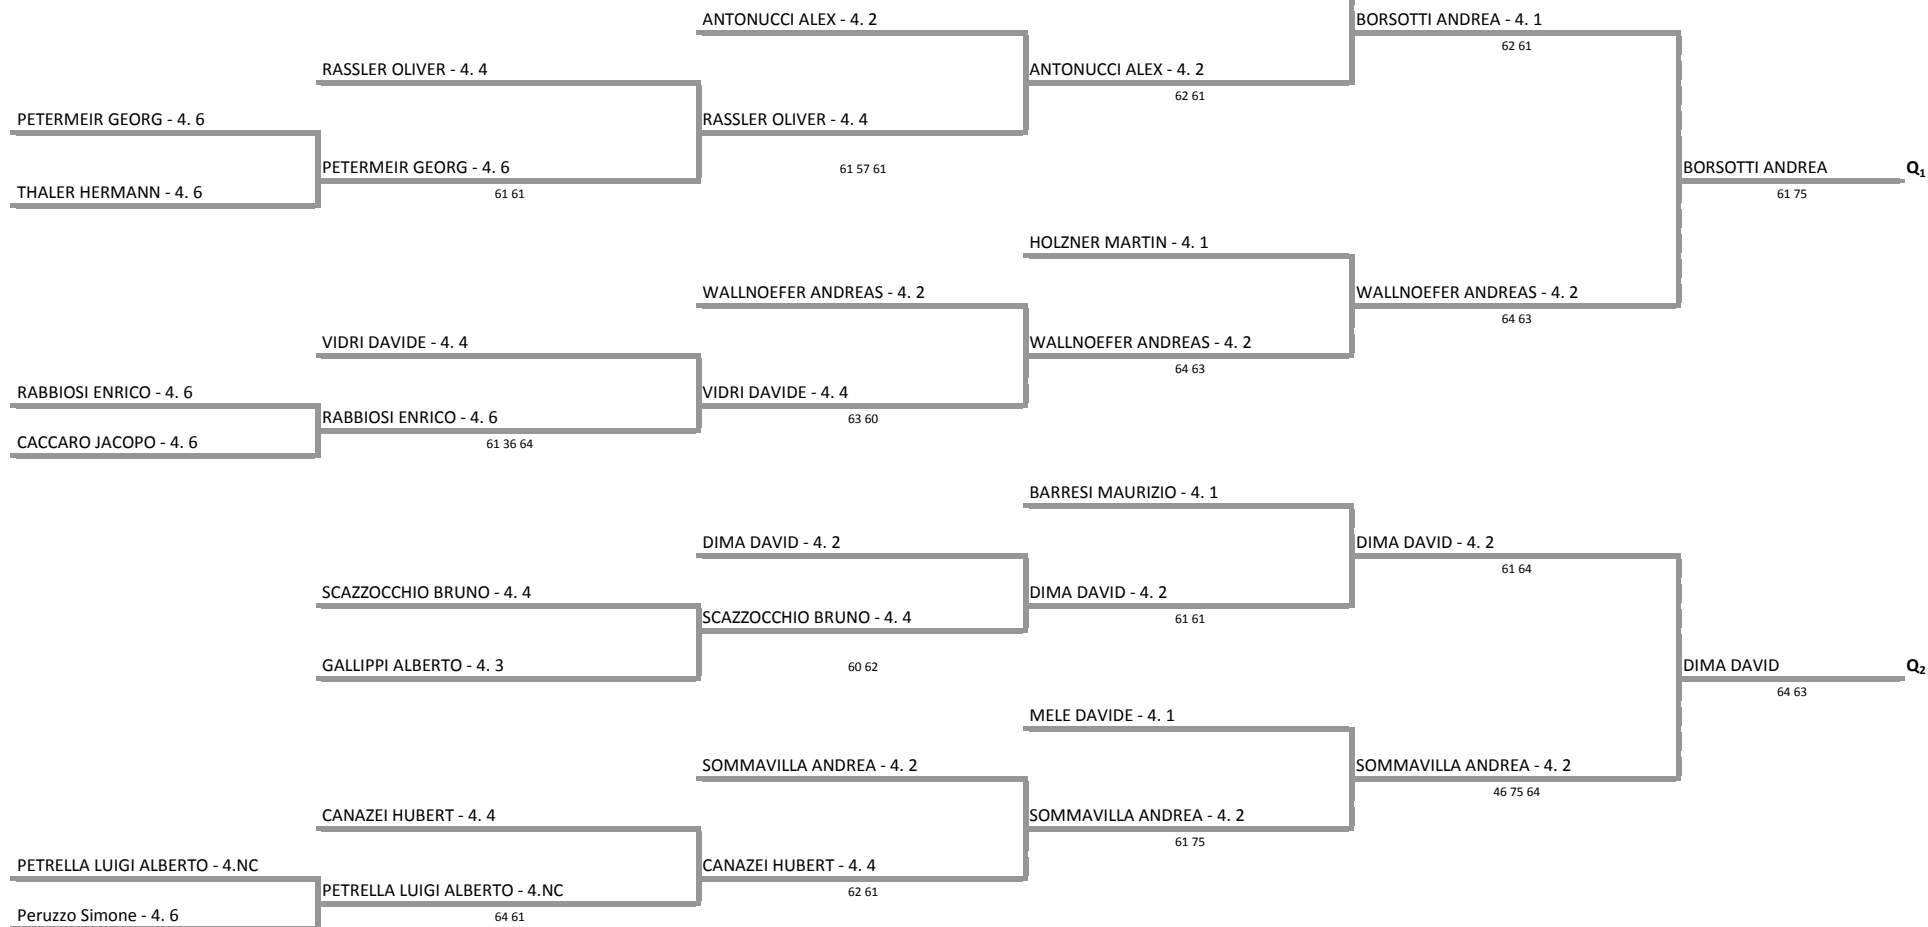 ANTONUCCI ALEX - 4. 2
BORSOTTI ANDREA - 4. 1
62 61
RASSLER OLIVER - 4. 4
ANTONUCCI ALEX - 4. 2
62 61
PETERMEIR GEORG - 4. 6
RASSLER OLIVER - 4. 4
PETERMEIR GEORG - 4. 6
61 57 61
BORSOTTI ANDREA
Q1
THALER HERMANN - 4. 6
61 61
61 75
HOLZNER MARTIN - 4. 1
WALLNOEFER ANDREAS - 4. 2
WALLNOEFER ANDREAS - 4. 2
64 63
VIDRI DAVIDE - 4. 4
WALLNOEFER ANDREAS - 4. 2
64 63
RABBIOSI ENRICO - 4. 6
VIDRI DAVIDE - 4. 4
RABBIOSI ENRICO - 4. 6
63 60
CACCARO JACOPO - 4. 6
61 36 64
BARRESI MAURIZIO - 4. 1
DIMA DAVID - 4. 2
DIMA DAVID - 4. 2
61 64
SCAZZOCCHIO BRUNO - 4. 4
DIMA DAVID - 4. 2
SCAZZOCCHIO BRUNO - 4. 4
61 61
GALLIPPI ALBERTO - 4. 3
60 62
DIMA DAVID
Q2
64 63
MELE DAVIDE - 4. 1
SOMMAVILLA ANDREA - 4. 2
SOMMAVILLA ANDREA - 4. 2
46 75 64
CANAZEI HUBERT - 4. 4
SOMMAVILLA ANDREA - 4. 2
61 75
PETRELLA LUIGI ALBERTO - 4.NC
CANAZEI HUBERT - 4. 4
PETRELLA LUIGI ALBERTO - 4.NC
62 61
Peruzzo Simone - 4. 6
64 61